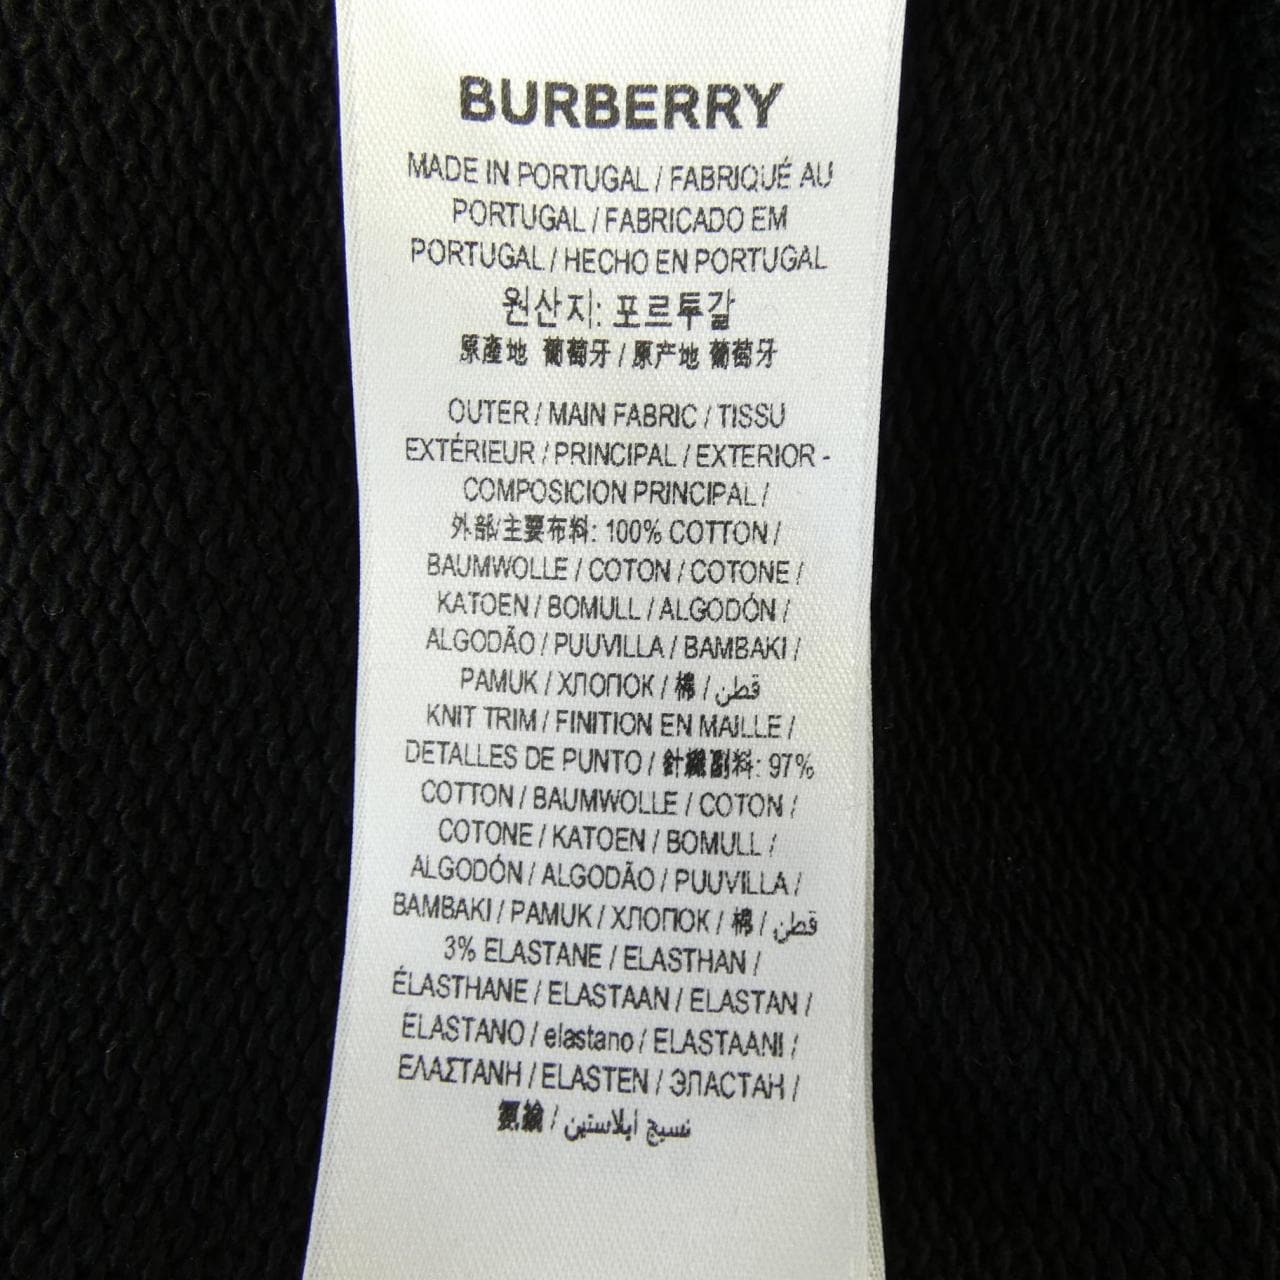 BURBERRY
MADE IN PORTUGAL / FABRIQUÉ AU
PORTUGAL / FABRICADO EM
PORTUGAL / HECHO EN PORTUGAL
원산지: 포르투갈
原產地 葡萄牙 / 原产地 葡萄牙
OUTER / MAIN FABRIC / TISSU
EXTÉRIEUR / PRINCIPAL / EXTERIOR -
COMPOSICION PRINCIPAL /
外部/主要布料: 100% COTTON /
BAUMWOLLE / COTON / COTONE /
KATOEN / BOMULL / ALGODÓN /
ALGODÃO / PUUVILLA / BAMBAKI /
PAMUK / ХЛОПОК / 棉 / قطن
KNIT TRIM / FINITION EN MAILLE /
DETALLES DE PUNTO / 針織副料: 97%
COTTON / BAUMWOLLE / COTON /
COTONE / KATOEN / BOMULL /
ALGODÓN / ALGODÃO / PUUVILLA /
BAMBAKI / PAMUK / ХЛОПОК / 棉 / قطن
3% ELASTANE / ELASTHAN /
ÉLASTHANE / ELASTAAN / ELASTAN /
ELASTANO / elastano / ELASTAANI /
ΕΛΑΣΤΑΝΗ / ELASTEN / ЭЛАСТАН /
氨綸 / نسيج ايلاستين